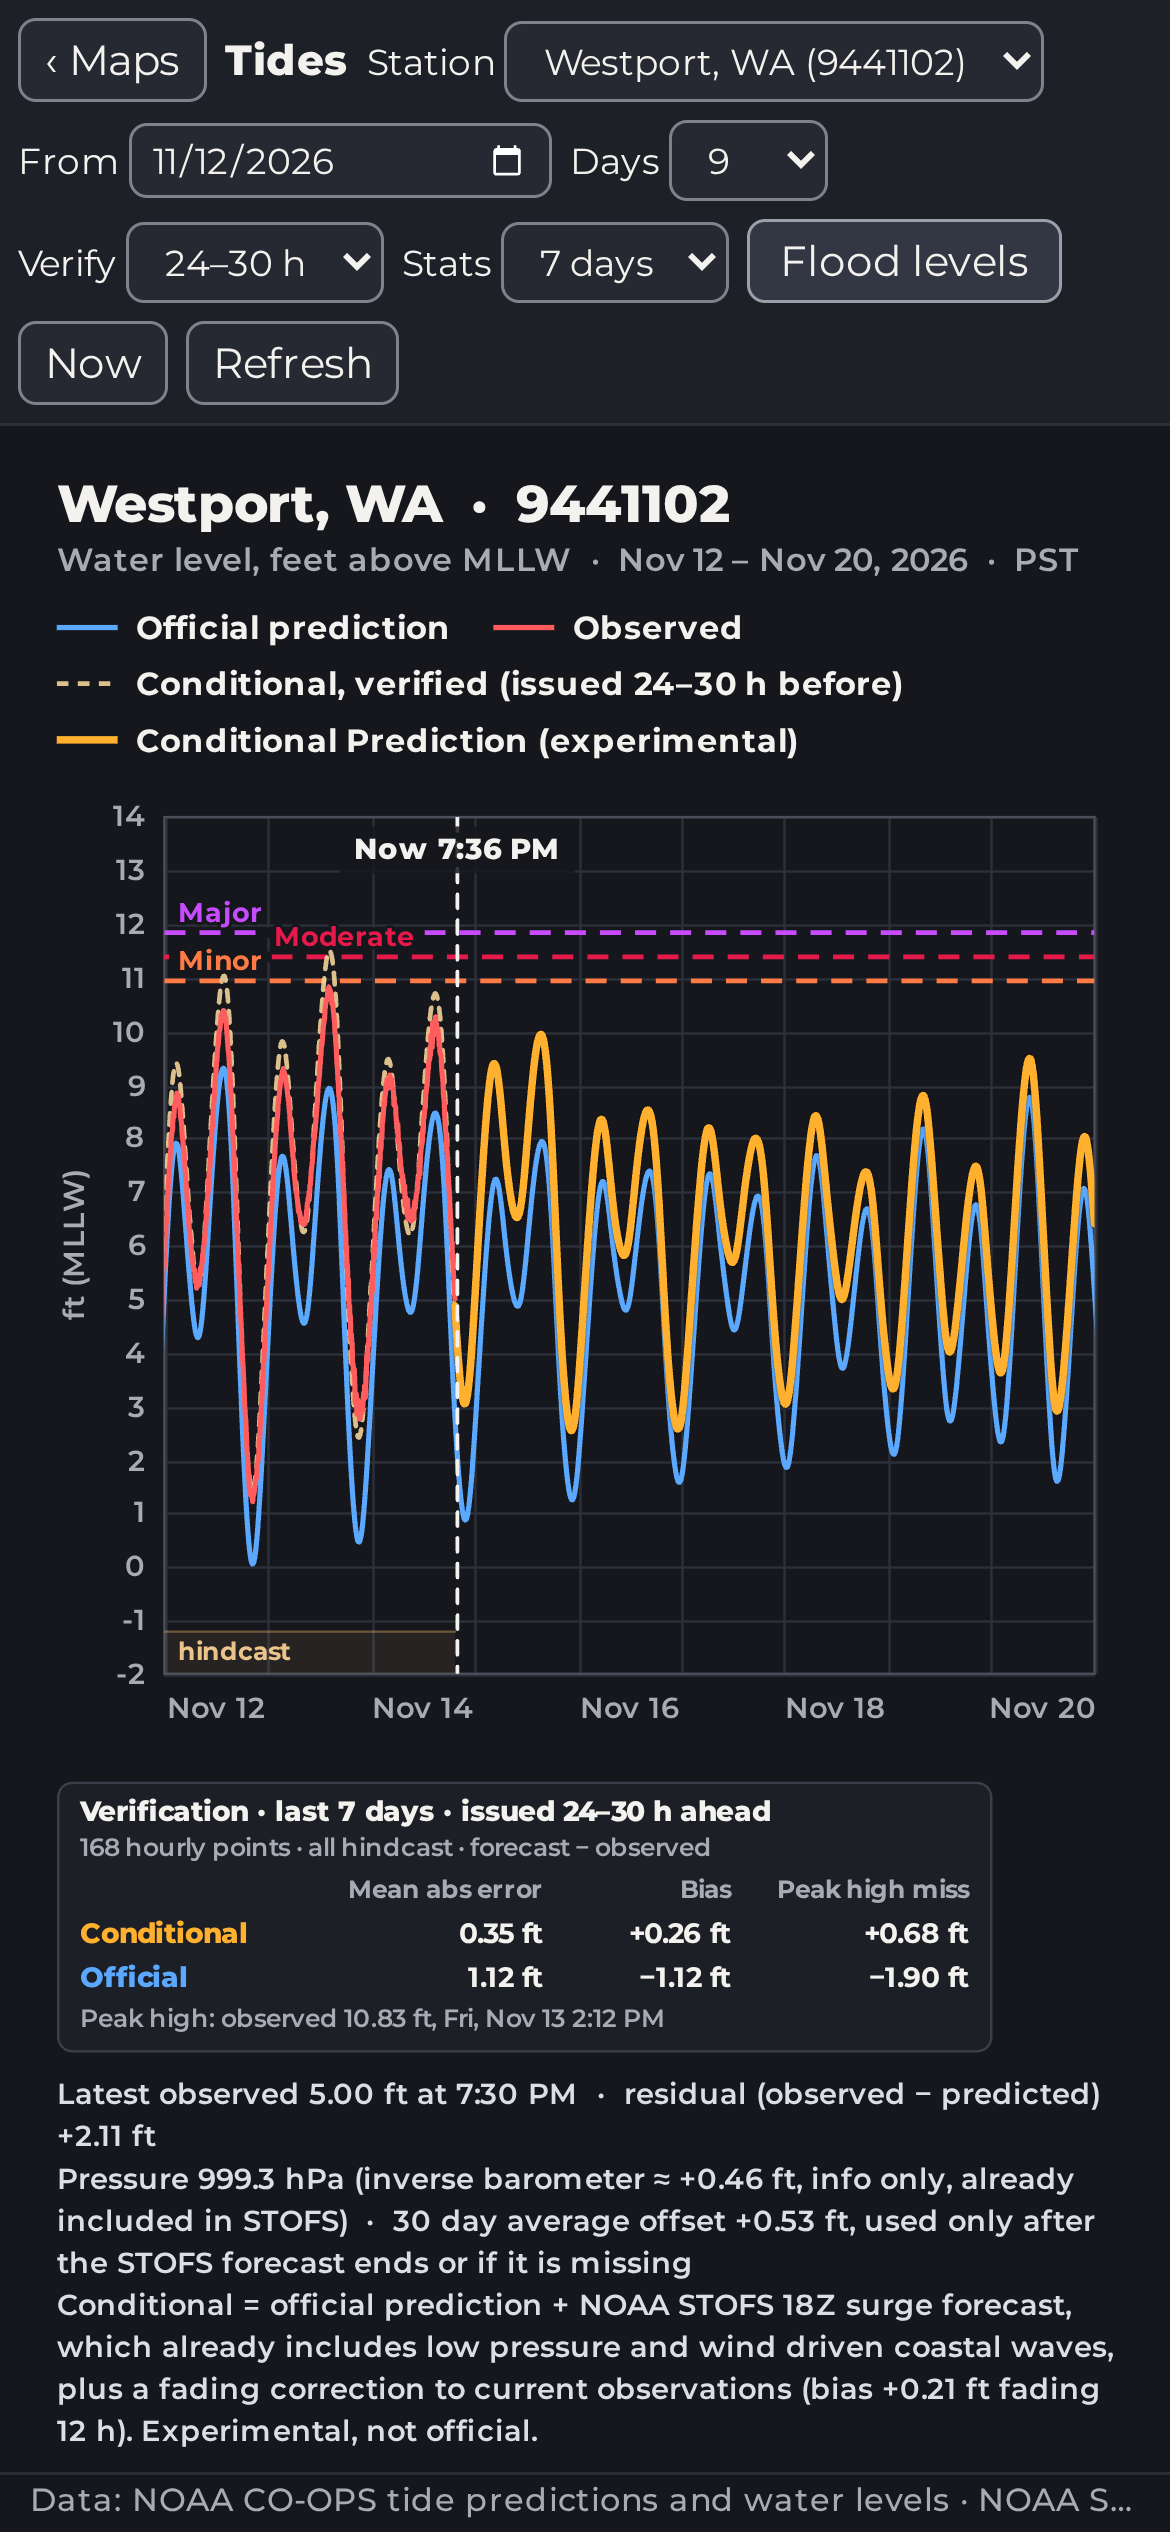 ‹ Maps Tides Station Westport, WA (9441102)
From 11/12/2026 Days 9
Verify 24–30 h Stats 7 days Flood levels
Now Refresh
Westport, WA · 9441102
Water level, feet above MLLW · Nov 12 – Nov 20, 2026 · PST
Official prediction Observed
Conditional, verified (issued 24–30 h before)
Conditional Prediction (experimental)
14
Now 7:36 PM
13
Major
12
Moderate
Minor
11
10
9
8
7
ft (MLLW)
6
5
4
3
2
1
0
-1
hindcast
-2
Nov 12 Nov 14 Nov 16 Nov 18 Nov 20
Verification · last 7 days · issued 24–30 h ahead
168 hourly points · all hindcast · forecast − observed
Mean abs error Bias Peak high miss
Conditional 0.35 ft +0.26 ft +0.68 ft
Official 1.12 ft −1.12 ft −1.90 ft
Peak high: observed 10.83 ft, Fri, Nov 13 2:12 PM
Latest observed 5.00 ft at 7:30 PM · residual (observed − predicted)
+2.11 ft
Pressure 999.3 hPa (inverse barometer ≈ +0.46 ft, info only, already
included in STOFS) · 30 day average offset +0.53 ft, used only after
the STOFS forecast ends or if it is missing
Conditional = official prediction + NOAA STOFS 18Z surge forecast,
which already includes low pressure and wind driven coastal waves,
plus a fading correction to current observations (bias +0.21 ft fading
12 h). Experimental, not official.
Data: NOAA CO-OPS tide predictions and water levels · NOAA S...